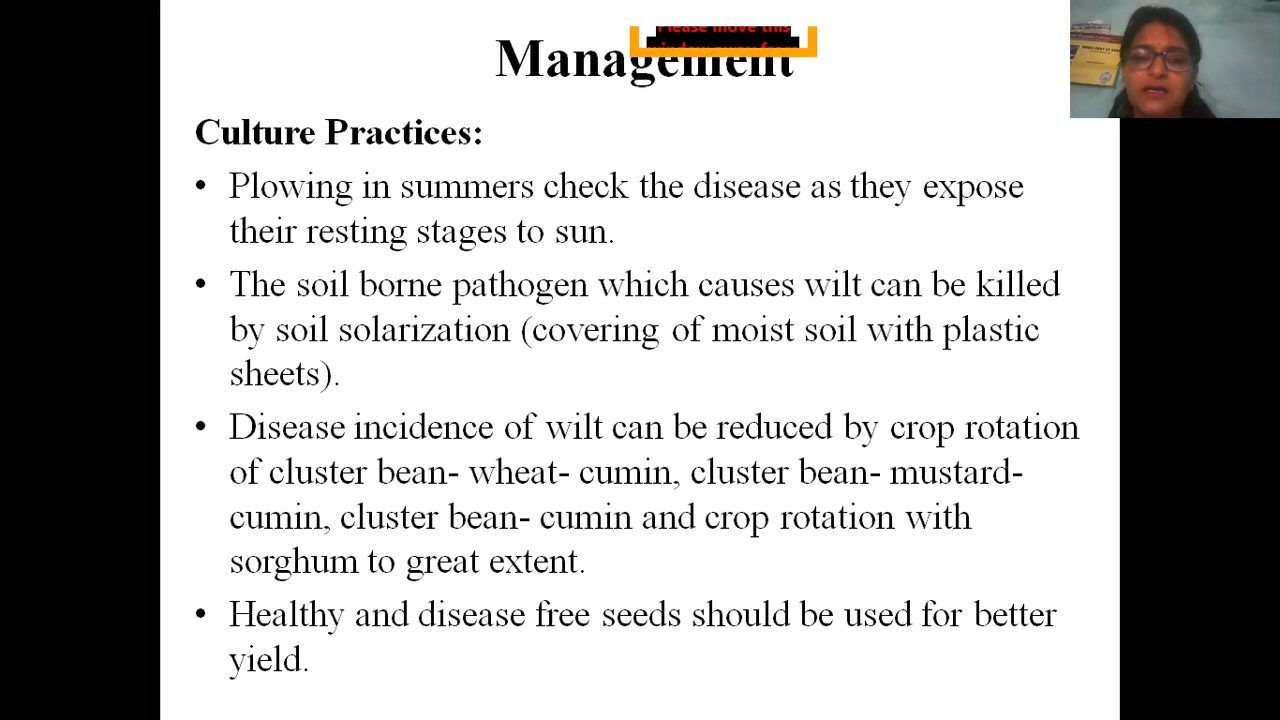 Please move this
Management
Culture Practices:
• Plowing in summers check the disease as they expose
their resting stages to sun.
• The soil borne pathogen which causes wilt can be killed
by soil solarization (covering of moist soil with plastic
sheets).
• Disease incidence of wilt can be reduced by crop rotation
of cluster bean- wheat- cumin, cluster bean- mustard-
cumin, cluster bean- cumin and crop rotation with
sorghum to great extent.
• Healthy and disease free seeds should be used for better
yield.